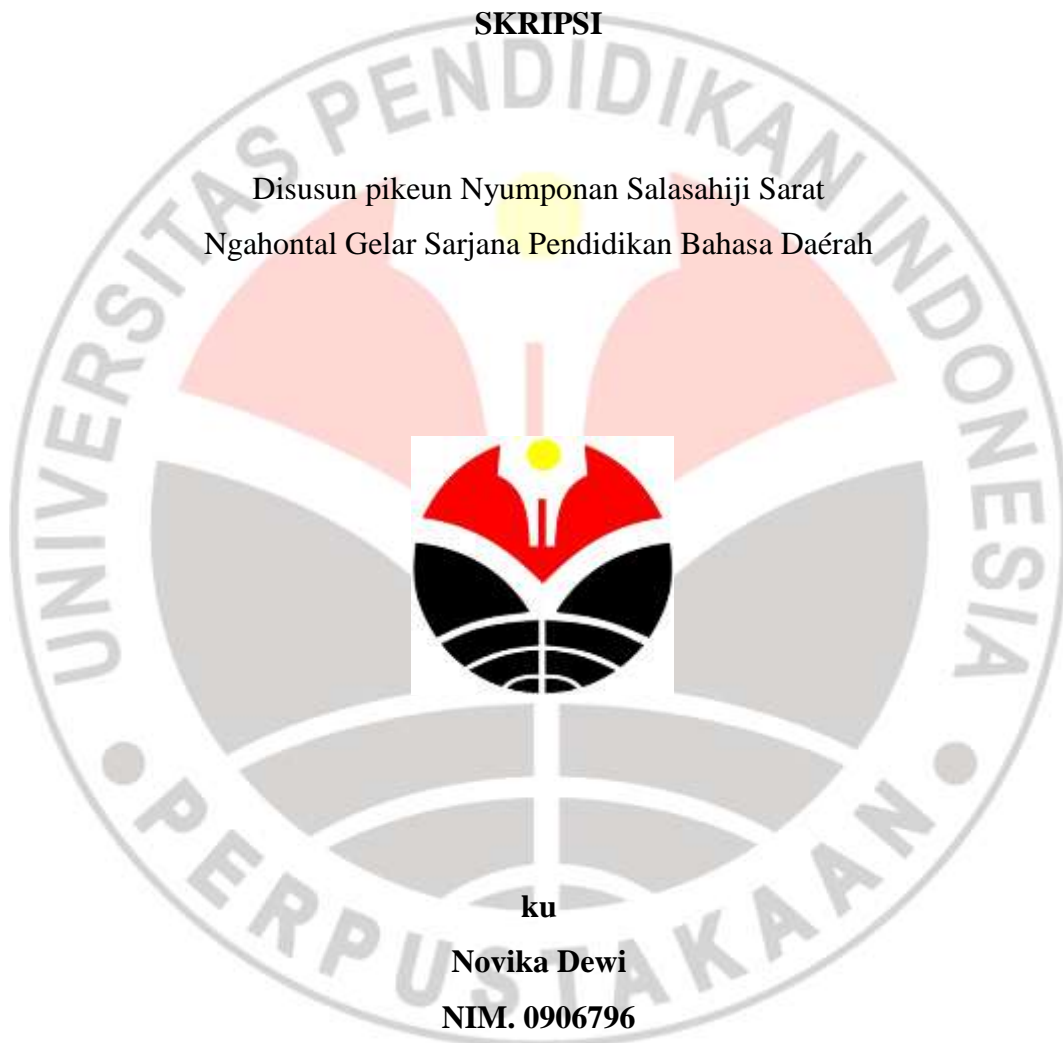 SKRIPSI
Disusun pikeun Nyumponan Salasahiji Sarat
Ngahontal Gelar Sarjana Pendidikan Bahasa Daérah
ku
Novika Dewi
NIM. 0906796
UNIVERSITAS PENDIDIKAN INDONESIA
PERPUSTAKAAN